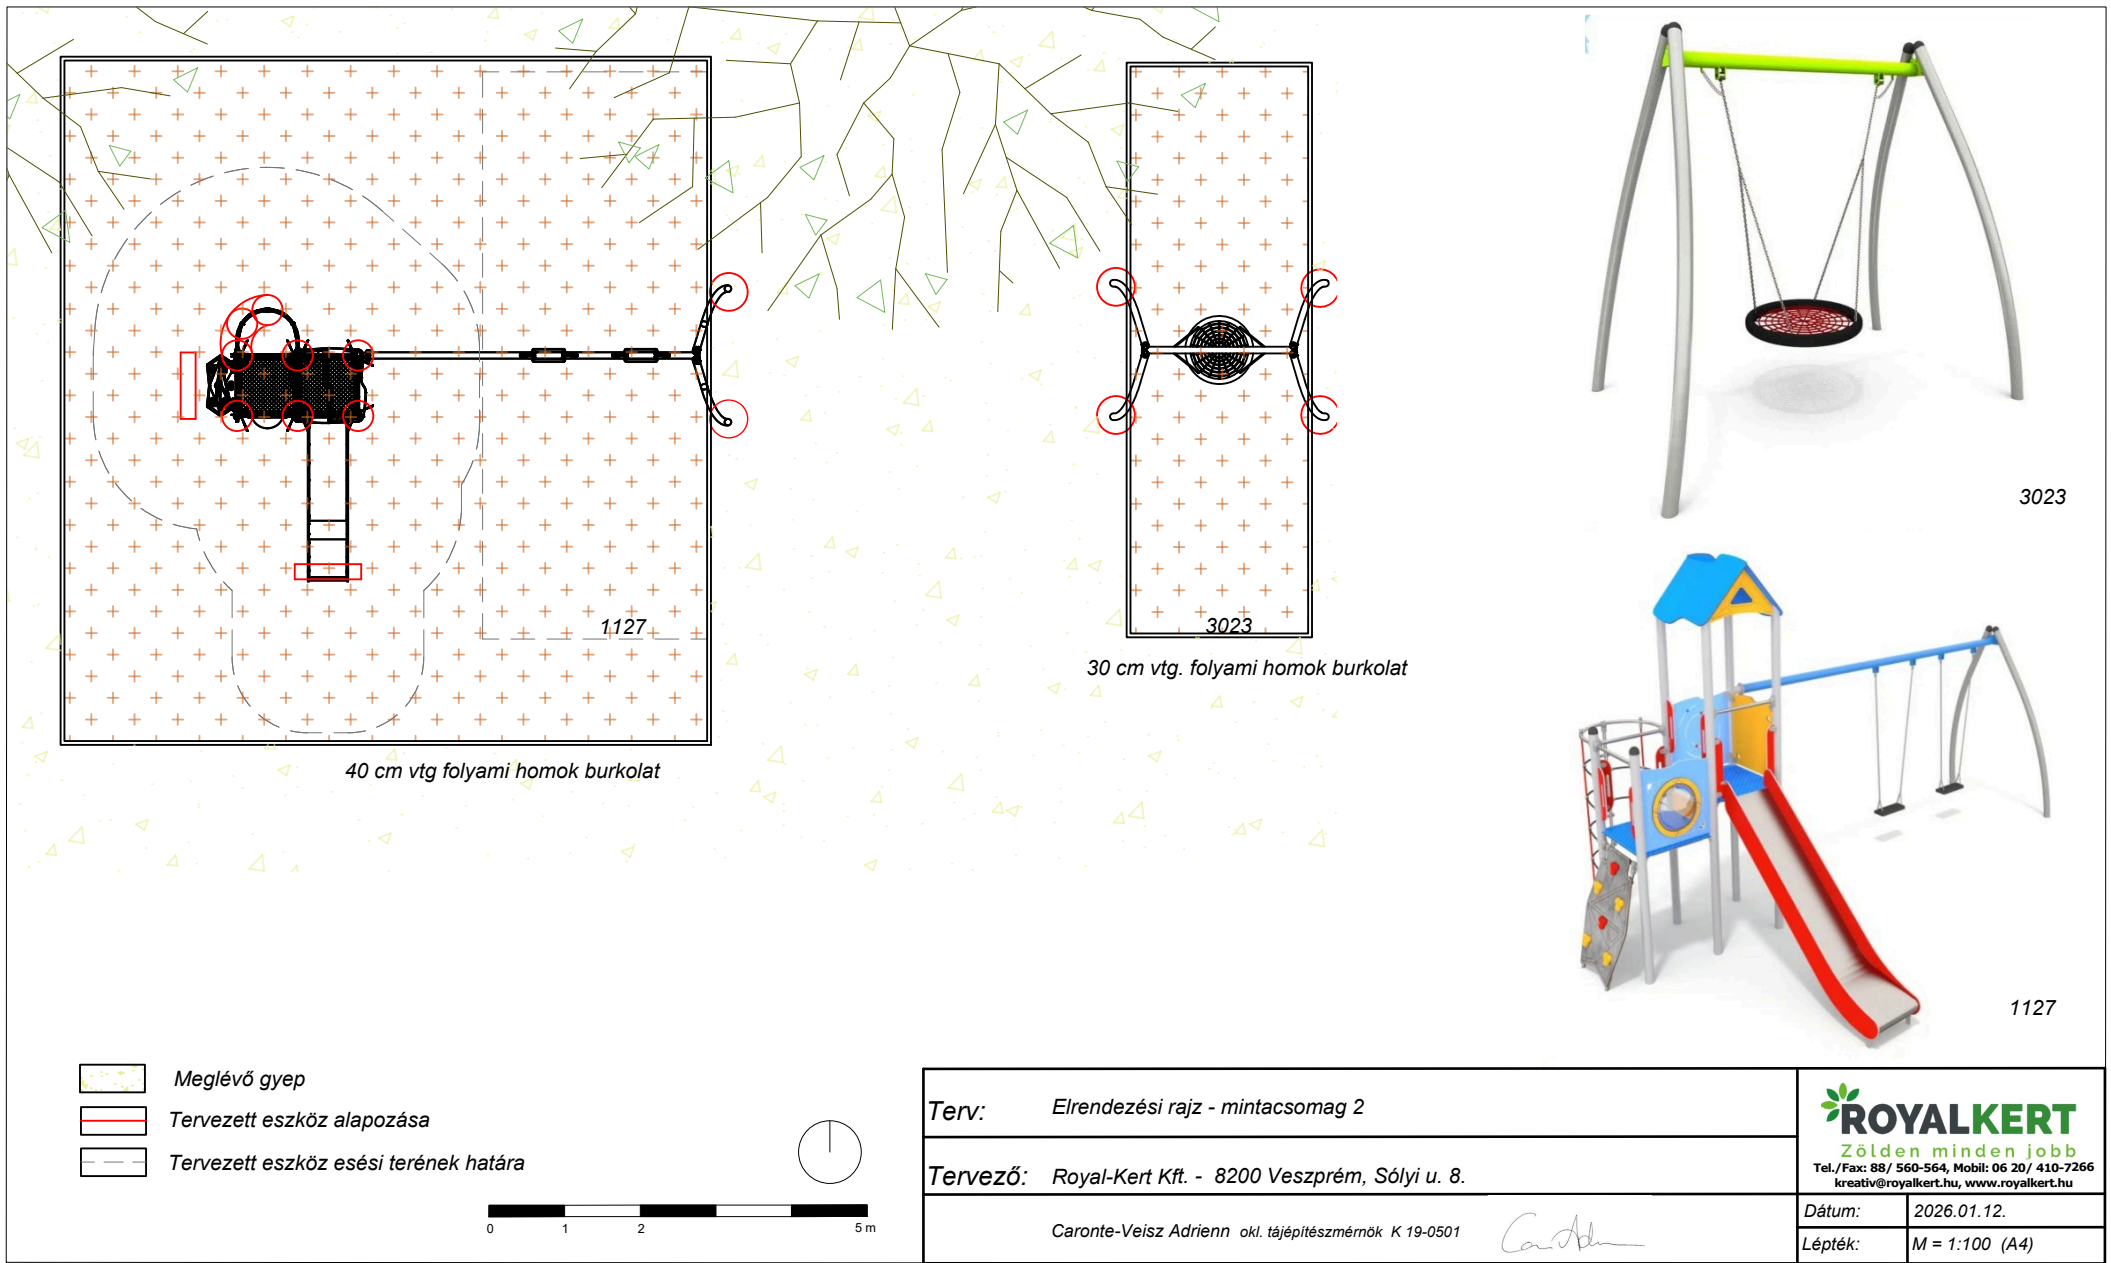 3023
1127
3023
30 cm vtg. folyami homok burkolat
40 cm vtg folyami homok burkolat
1127
Meglévő gyep
Tervezett eszköz alapozása
Tervezett eszköz esési terének határa
0 1 2 5 m
Terv: Elrendezési rajz - mintacsomag 2
Tervező: Royal-Kert Kft. - 8200 Veszprém, Sólyi u. 8.
Caronte-Veisz Adrienn okl. tájépítészmérnök K 19-0501
ROYALKERT
Zölden minden jobb
Tel./Fax: 88/ 560-564, Mobil: 06 20/ 410-7266
kreativ@royalkert.hu, www.royalkert.hu
Dátum: 2026.01.12.
Lépték: M = 1:100 (A4)